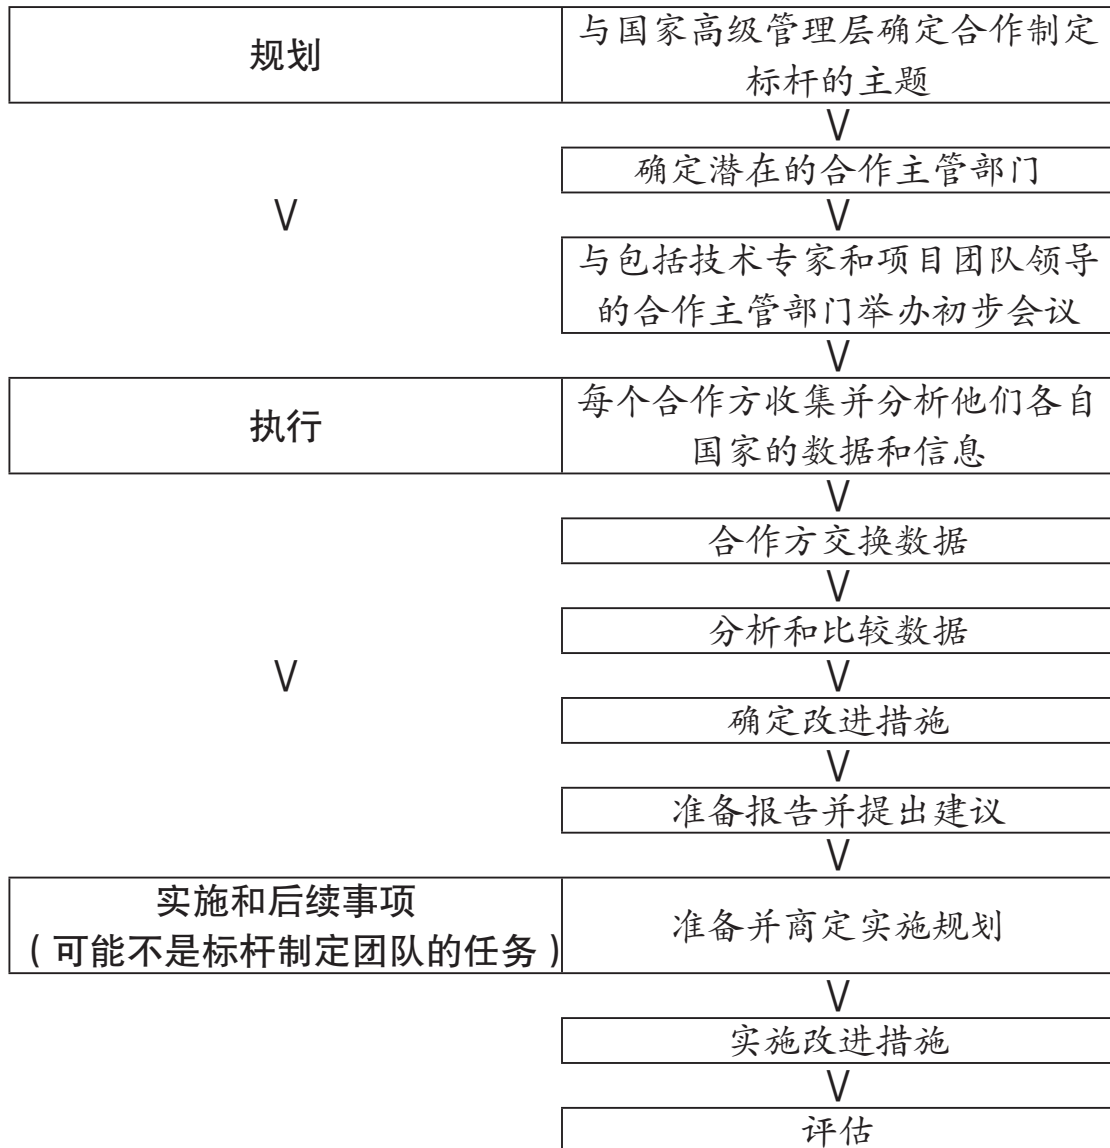 规划
与国家高级管理层确定合作制定
标杆的主题
V
确定潜在的合作主管部门
V
V
与包括技术专家和项目团队领导
的合作主管部门举办初步会议
V
执行
每个合作方收集并分析他们各自
国家的数据和信息
V
合作方交换数据
V
分析和比较数据
V
V
确定改进措施
V
准备报告并提出建议
V
实施和后续事项
（可能不是标杆制定团队的任务）
准备并商定实施规划
V
实施改进措施
V
评估